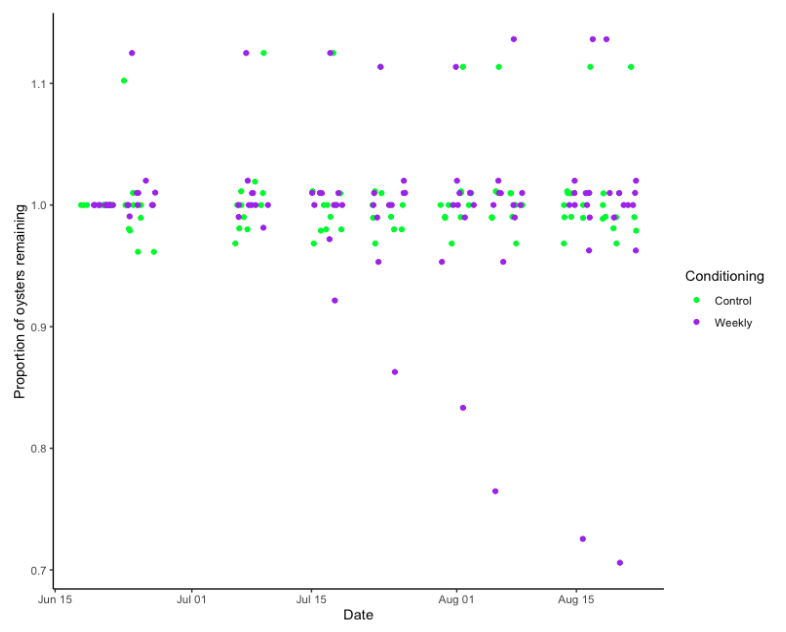 1.1
1.0
0.9
0.8
0.7
Proportion of oysters remaining
Jun 15
Jul 01
Jul 15
Aug 01
Aug 15
Date
Conditioning
Control
Weekly